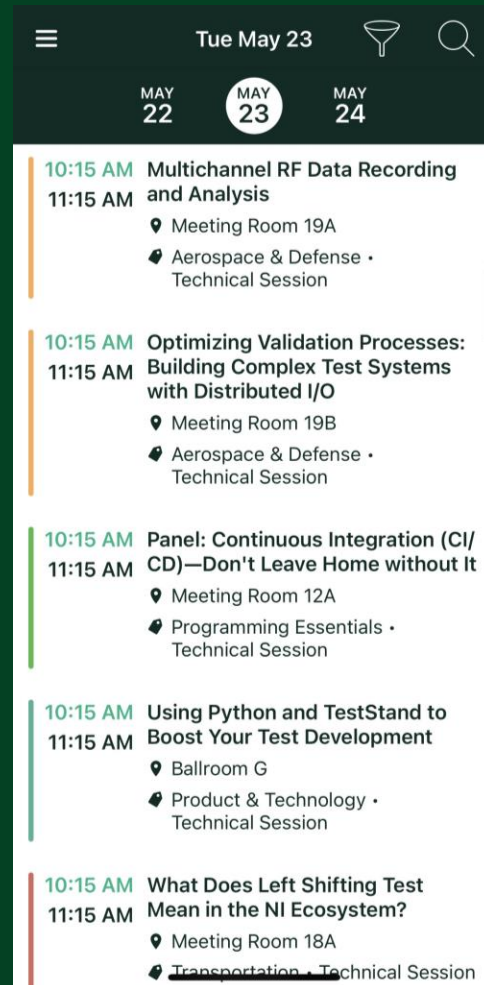 Tue May 23
MAY
22
MAY
23
MAY
24
10:15 AM Multichannel RF Data Recording
11:15 AM and Analysis
Meeting Room 19A
Aerospace & Defense •
Technical Session
10:15 AM Optimizing Validation Processes:
11:15 AM Building Complex Test Systems
with Distributed I/O
Meeting Room 19B
Aerospace & Defense •
Technical Session
10:15 AM Panel: Continuous Integration (CI/
11:15 AM CD)—Don't Leave Home without It
Meeting Room 12A
Programming Essentials •
Technical Session
10:15 AM Using Python and TestStand to
11:15 AM Boost Your Test Development
Ballroom G
Product & Technology •
Technical Session
10:15 AM What Does Left Shifting Test
11:15 AM Mean in the NI Ecosystem?
Meeting Room 18A
Transportation • Technical Session